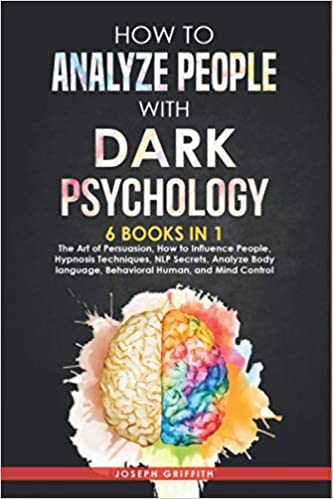 HOW TO
ANALYZE PEOPLE
WITH
DARK
PSYCHOLOGY
6 BOOKS IN 1
The Art of Persuasion, How to Influence People,
Hypnosis Techniques, NLP Secrets, Analyze Body
language, Behavioral Human, and Mind Control
JOSEPH GRIFFITH